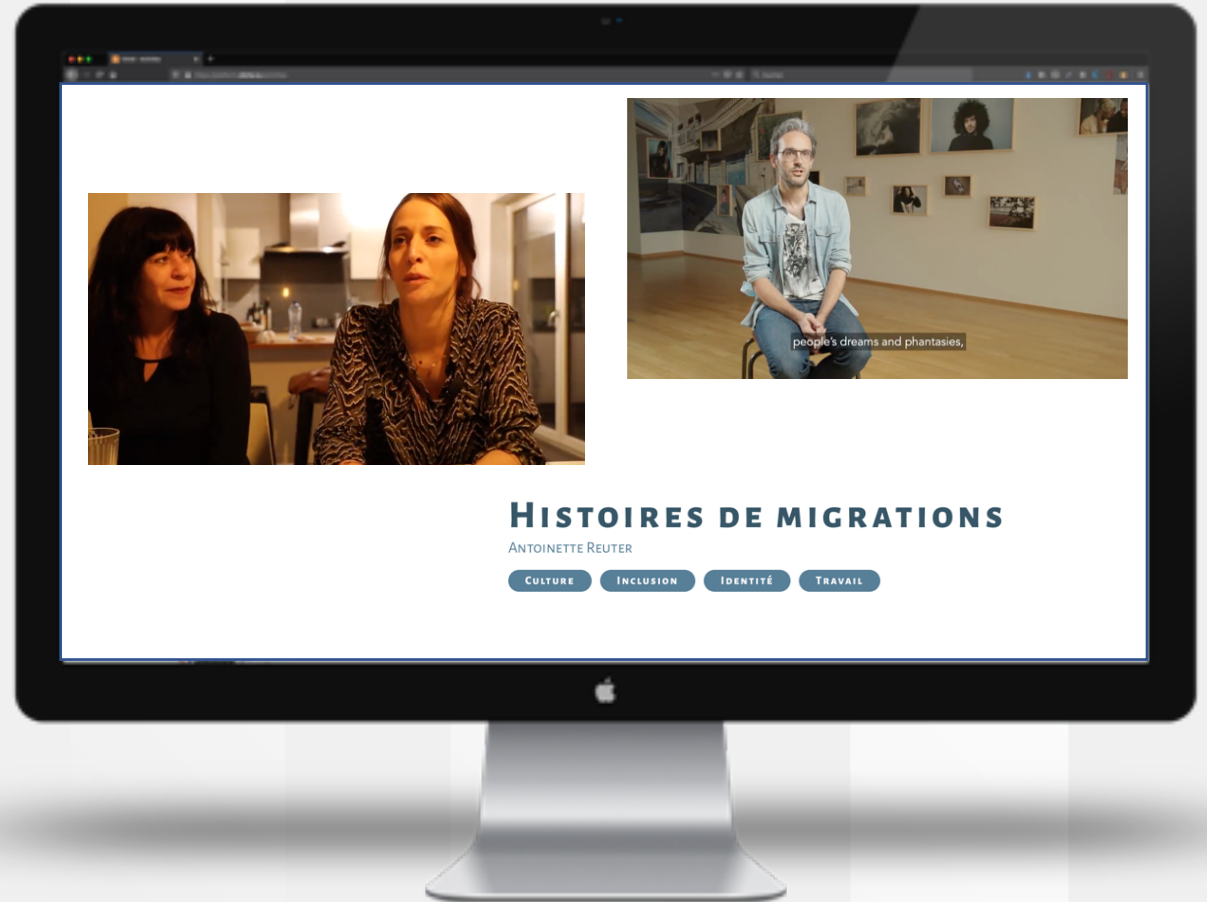 people's dreams and phantasies,
Histoires de migrations
Antoinette Reuter
Culture Inclusion Identité Travail